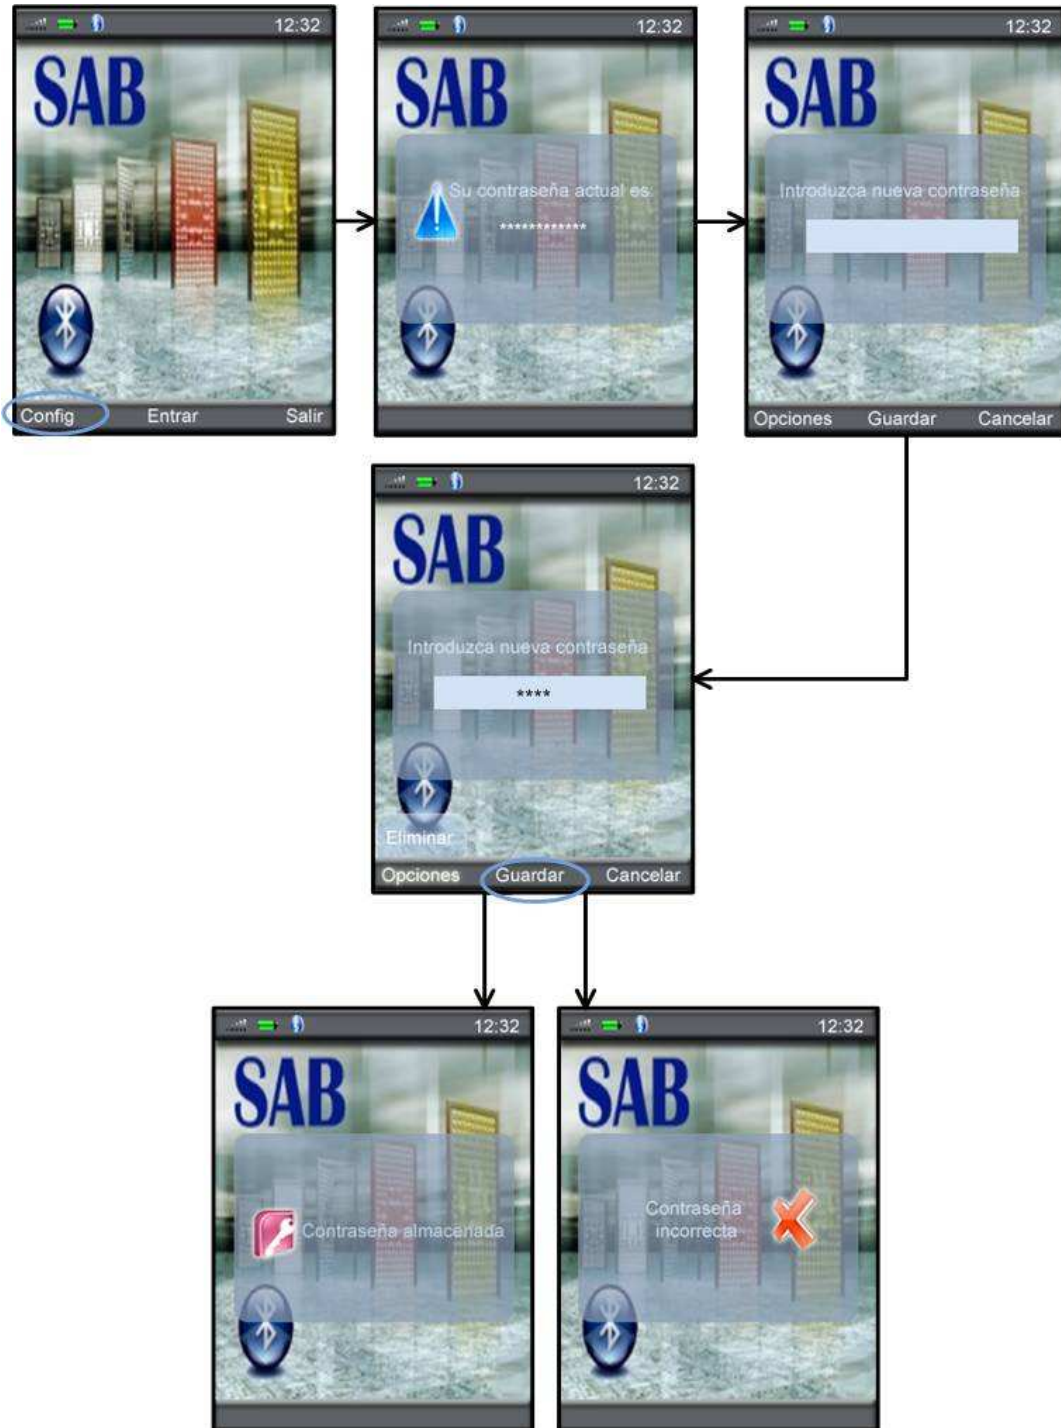 12:32
SAB
Config Entrar Salir
12:32
SAB
Su contraseña actual es
************
12:32
SAB
Introduzca nueva contraseña
Opciones Guardar Cancelar
12:32
SAB
Introduzca nueva contraseña
****
Eliminar
Opciones Guardar Cancelar
12:32
SAB
Contraseña almacenada
12:32
SAB
Contraseña
incorrecta